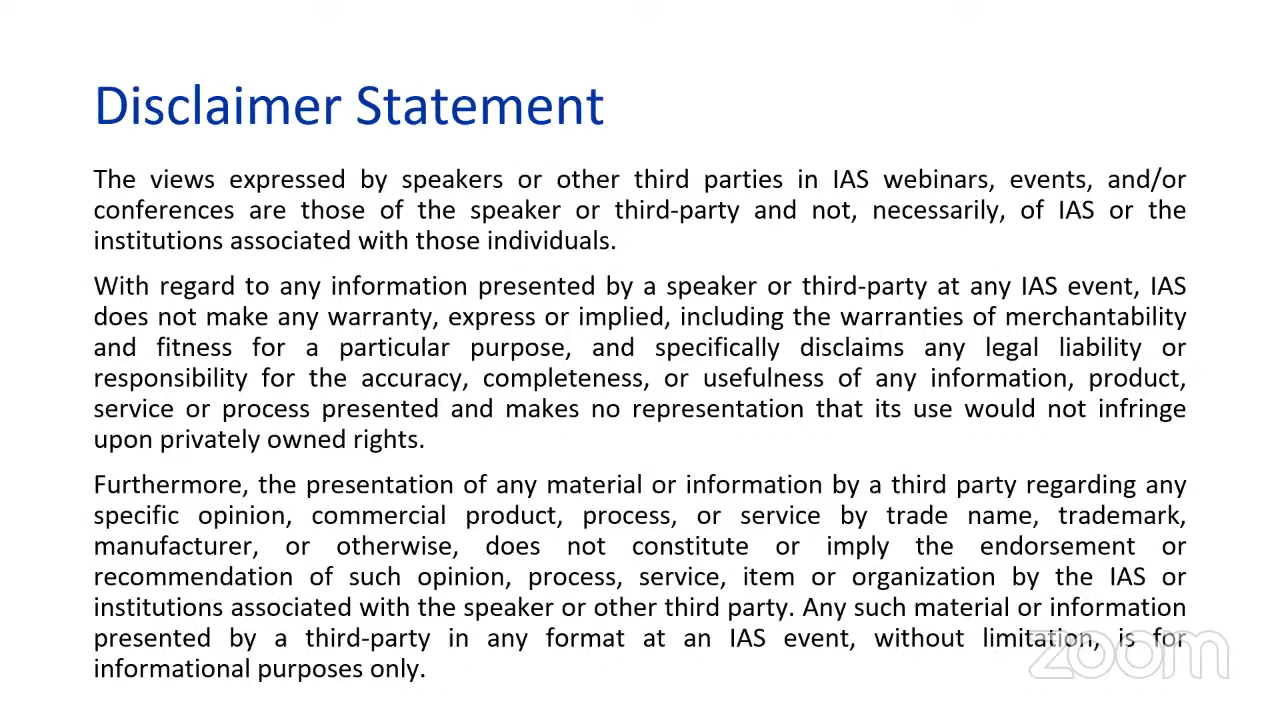 Disclaimer Statement
The views expressed by speakers or other third parties in IAS webinars, events, and/or
conferences are those of the speaker or third-party and not, necessarily, of IAS or the
institutions associated with those individuals.
With regard to any information presented by a speaker or third-party at any IAS event, IAS
does not make any warranty, express or implied, including the warranties of merchantability
and fitness for a particular purpose, and specifically disclaims any legal liability or
responsibility for the accuracy, completeness, or usefulness of any information, product,
service or process presented and makes no representation that its use would not infringe
upon privately owned rights.
Furthermore, the presentation of any material or information by a third party regarding any
specific opinion, commercial product, process, or service by trade name, trademark,
manufacturer, or otherwise, does not constitute or imply the endorsement or
recommendation of such opinion, process, service, item or organization by the IAS or
institutions associated with the speaker or other third party. Any such material or information
presented by a third-party in any format at an IAS event, without limitation, is for
informational purposes only.
zoom